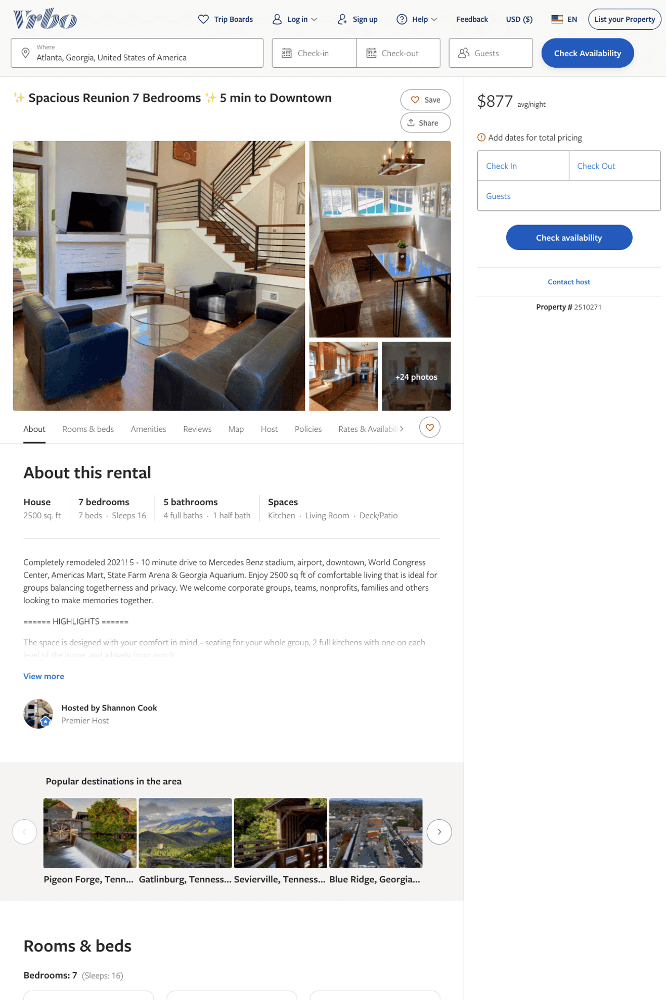 Vrbo
Trip Boards
Log in
Sign up
Help
Feedback
USD ($)
EN
List your Property
Where
Atlanta, Georgia, United States of America
Check-in
Check-out
Guests
Check Availability
✨ Spacious Reunion 7 Bedrooms ✨ 5 min to Downtown
Save
Share
$877 avg/night
Add dates for total pricing
Check In
Check Out
Guests
Check availability
Contact host
Property # 2510271
+24 photos
About
Rooms & beds
Amenities
Reviews
Map
Host
Policies
Rates & Availabili
About this rental
House
2500 sq. ft
7 bedrooms
7 beds · Sleeps 16
5 bathrooms
4 full baths · 1 half bath
Spaces
Kitchen · Living Room · Deck/Patio
Completely remodeled 2021! 5 - 10 minute drive to Mercedes Benz stadium, airport, downtown, World Congress
Center, Americas Mart, State Farm Arena & Georgia Aquarium. Enjoy 2500 sq ft of comfortable living that is ideal for
groups balancing togetherness and privacy. We welcome corporate groups, teams, nonprofits, families and others
looking to make memories together.
====== HIGHLIGHTS ======
The space is designed with your comfort in mind – seating for your whole group, 2 full kitchens with one on each
level of the home, and a lovely front porch
View more
Hosted by Shannon Cook
Premier Host
Popular destinations in the area
Pigeon Forge, Tenn...
Gatlinburg, Tenness...
Sevierville, Tenness...
Blue Ridge, Georgia...
Rooms & beds
Bedrooms: 7 (Sleeps: 16)